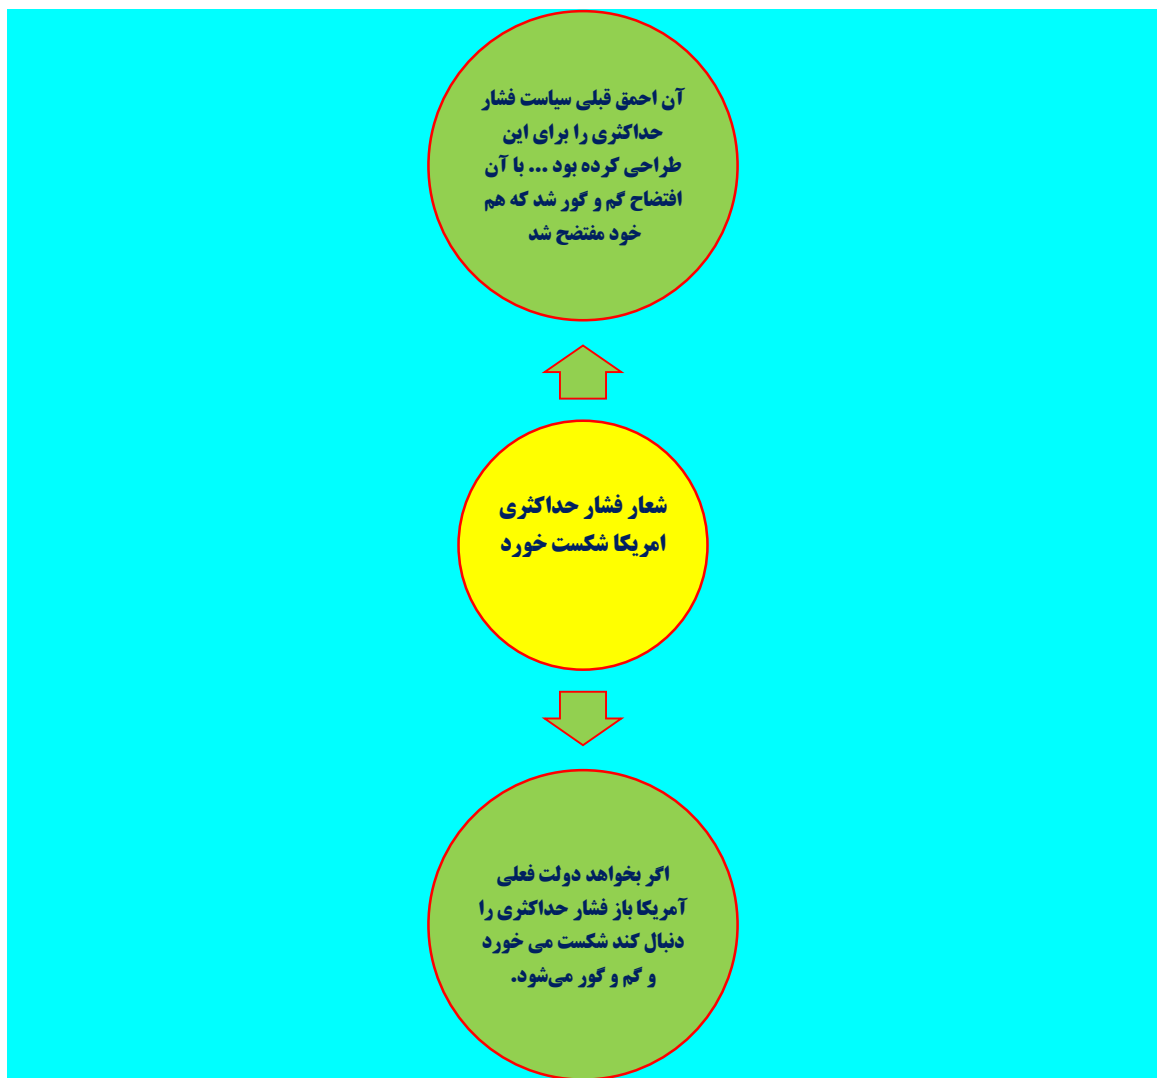 آن احمق قبلی سیاست فشار
حداکثری را برای این
طراحی کرده بود ... با آن
افتضاح گم و گور شد که هم
خود مفتضح شد
شعار فشار حداکثری
امریکا شکست خورد
اگر بخواهد دولت فعلی
آمریکا باز فشار حداکثری را
دنبال کند شکست می خورد
و گم و گور می‌شود.